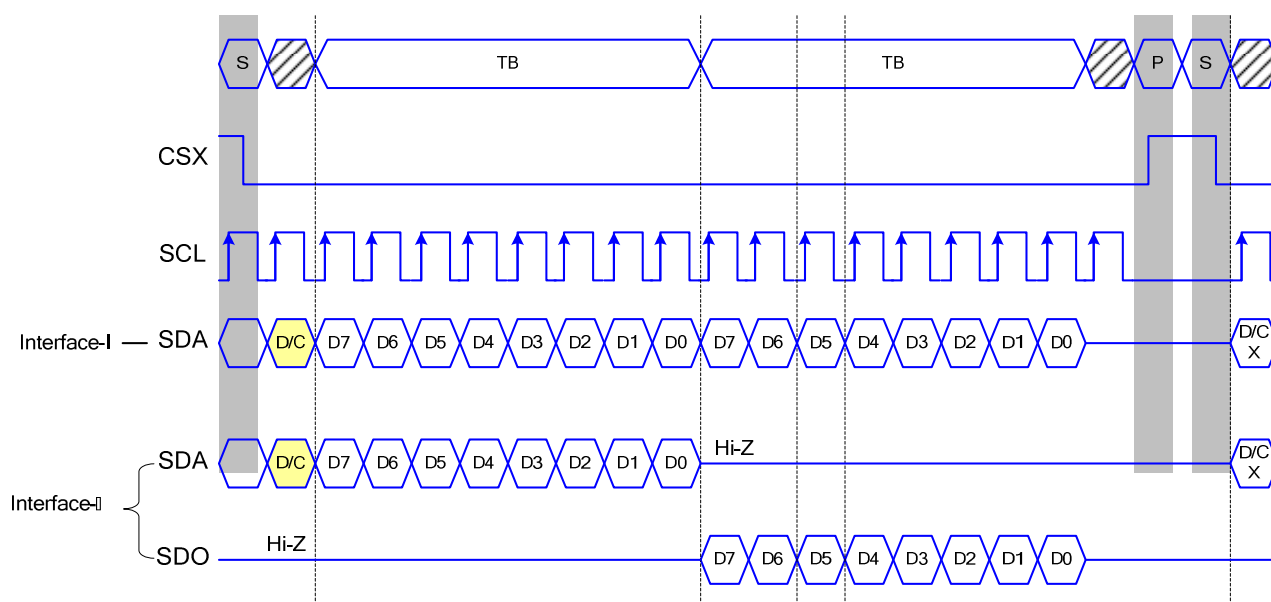 S TB TB P S
CSX
SCL
Interface-I SDA D/C D7 D6 D5 D4 D3 D2 D1 D0 D7 D6 D5 D4 D3 D2 D1 D0 D/C
X
SDA D/C D7 D6 D5 D4 D3 D2 D1 D0 Hi-Z D/C
X
Interface-▯
SDO Hi-Z D7 D6 D5 D4 D3 D2 D1 D0